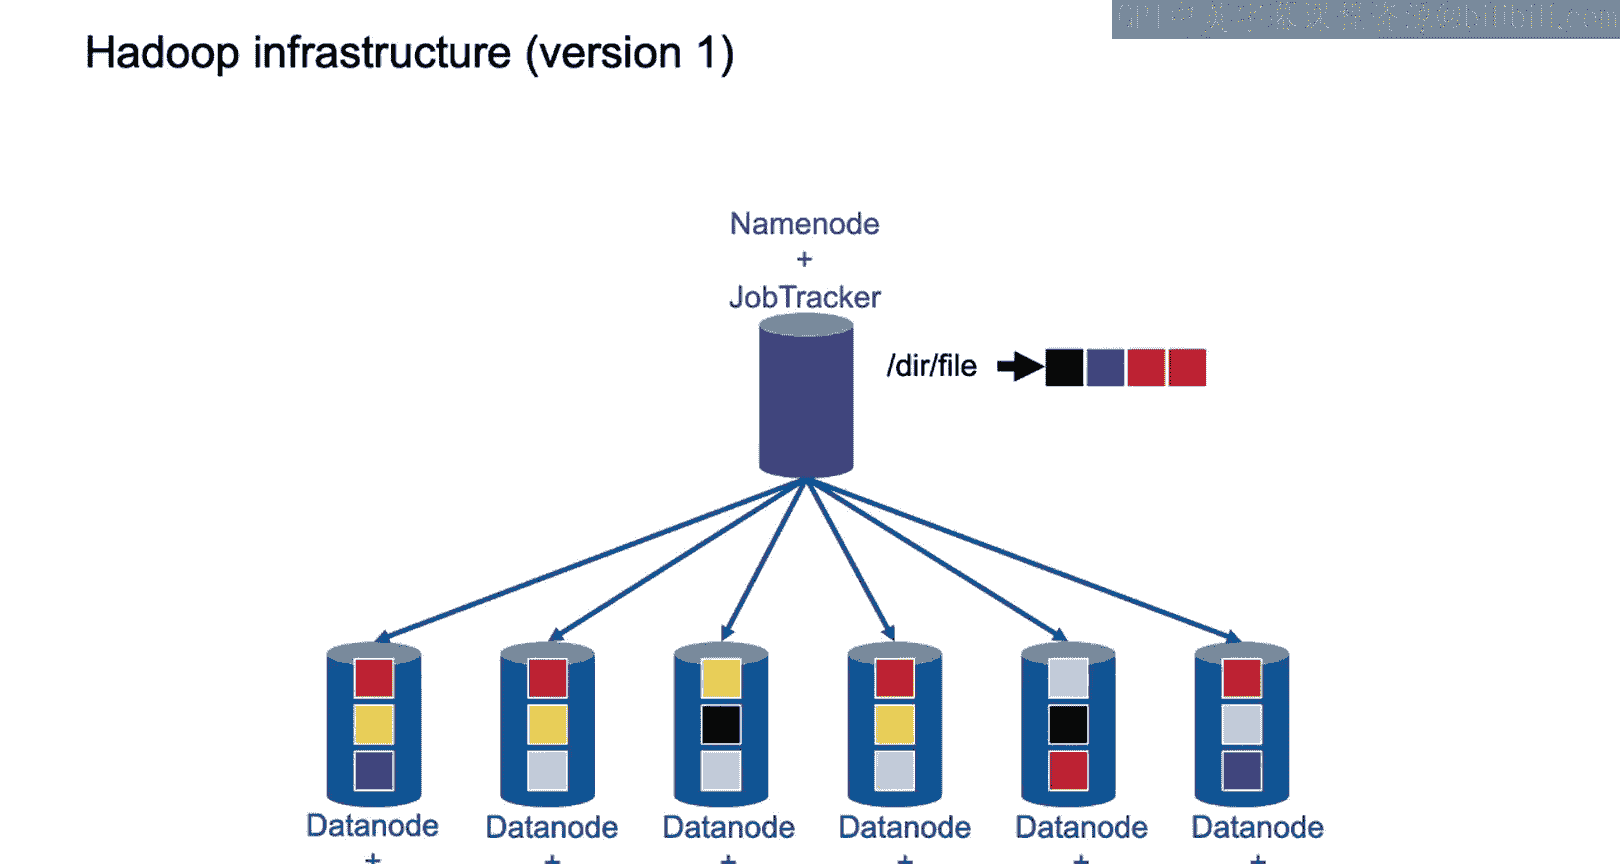 Hadoop infrastructure (version 1)
Namenode
+
JobTracker
/dir/file
Datanode Datanode Datanode Datanode Datanode Datanode
+ + + + + +